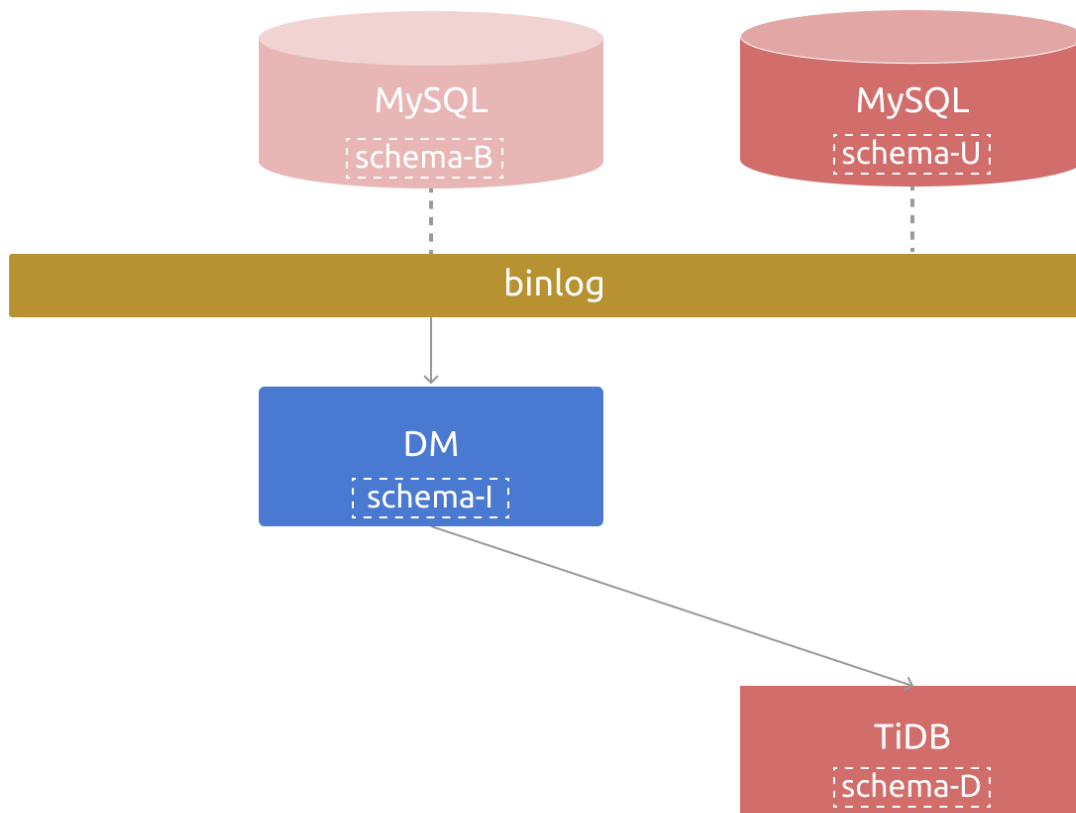 MySQL
schema-B
MySQL
schema-U
binlog
DM
schema-I
TiDB
schema-D